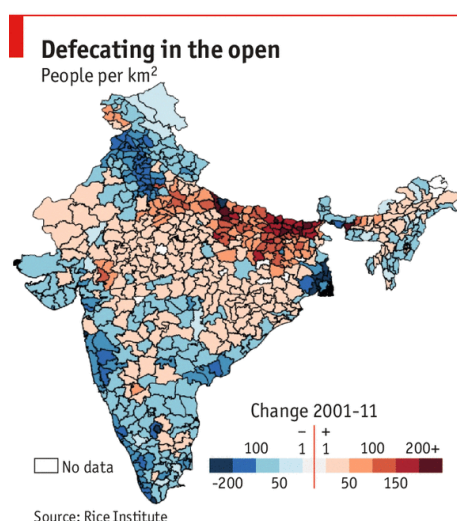 Defecating in the open
People per km²
Change 2001-11
− +
100 1 1 100 200+
-200 50 50 150
No data
Source: Rice Institute